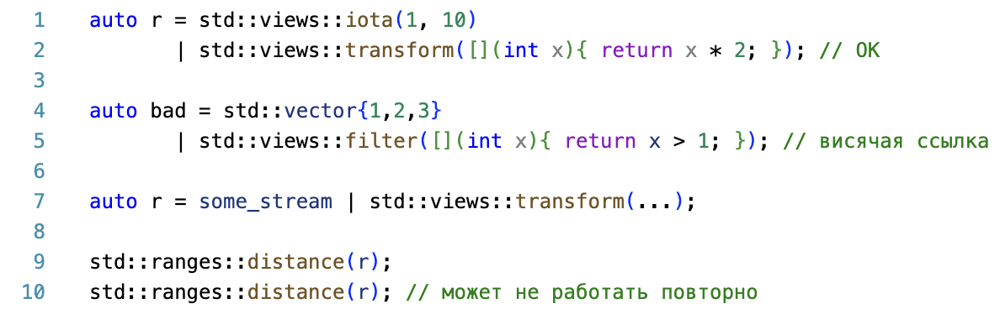 1 auto r = std::views::iota(1, 10)
2 | std::views::transform([](int x){ return x * 2; }); // OK
3
4 auto bad = std::vector{1,2,3}
5 | std::views::filter([](int x){ return x > 1; }); // висячая ссылка
6
7 auto r = some_stream | std::views::transform(...);
8
9 std::ranges::distance(r);
10 std::ranges::distance(r); // может не работать повторно